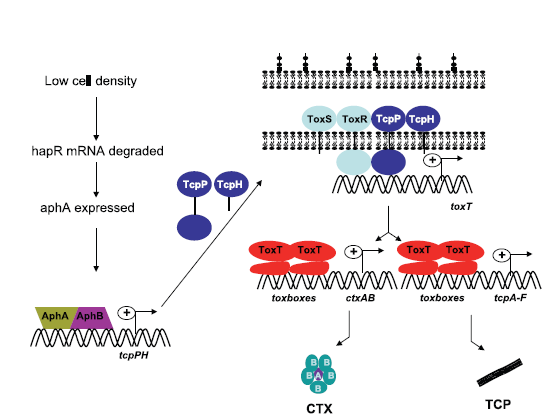 Low cell density
hapR mRNA degraded
aphA expressed
TcpP TcpH
AphA AphB +
tcpPH
ToxS ToxR TcpP TcpH
+
toxT
ToxT ToxT + ToxT ToxT +
toxboxes ctxAB toxboxes tcpA-F
B B
B A B
B
CTX TCP